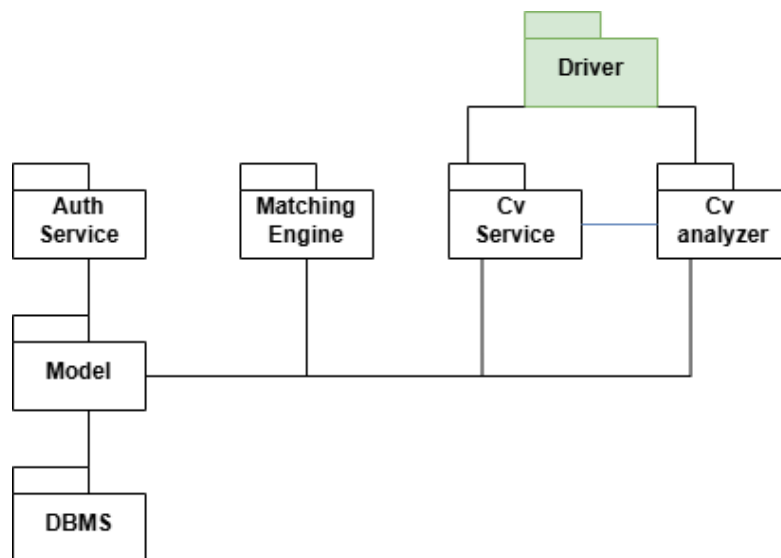 Driver
Auth
Service
Matching
Engine
Cv
Service
Cv
analyzer
Model
DBMS